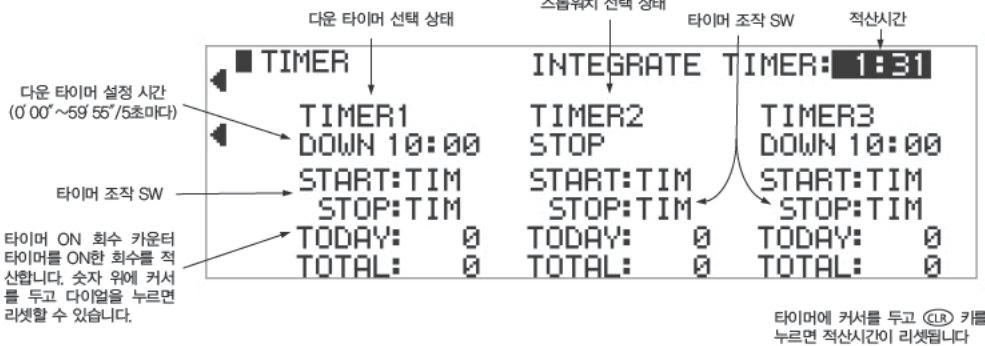 다운 타이머 선택 상태
스톱워치 선택 상태
타이머 조작 SW
적산시간
■ TIMER
INTEGRATE TIMER: 1:31
다운 타이머 설정 시간
(0′ 00″～59′ 55″/5초마다)
TIMER1 TIMER2 TIMER3
DOWN 10:00 STOP DOWN 10:00
타이머 조작 SW
START:TIM START:TIM START:TIM
STOP:TIM STOP:TIM STOP:TIM
TODAY: 0 TODAY: 0 TODAY: 0
TOTAL: 0 TOTAL: 0 TOTAL: 0
타이머 ON 회수 카운터
타이머를 ON한 회수를 적
산합니다. 숫자 위에 커서
를 두고 다이얼을 누르면
리셋할 수 있습니다.
타이머에 커서를 두고 CLR 키를
누르면 적산시간이 리셋됩니다